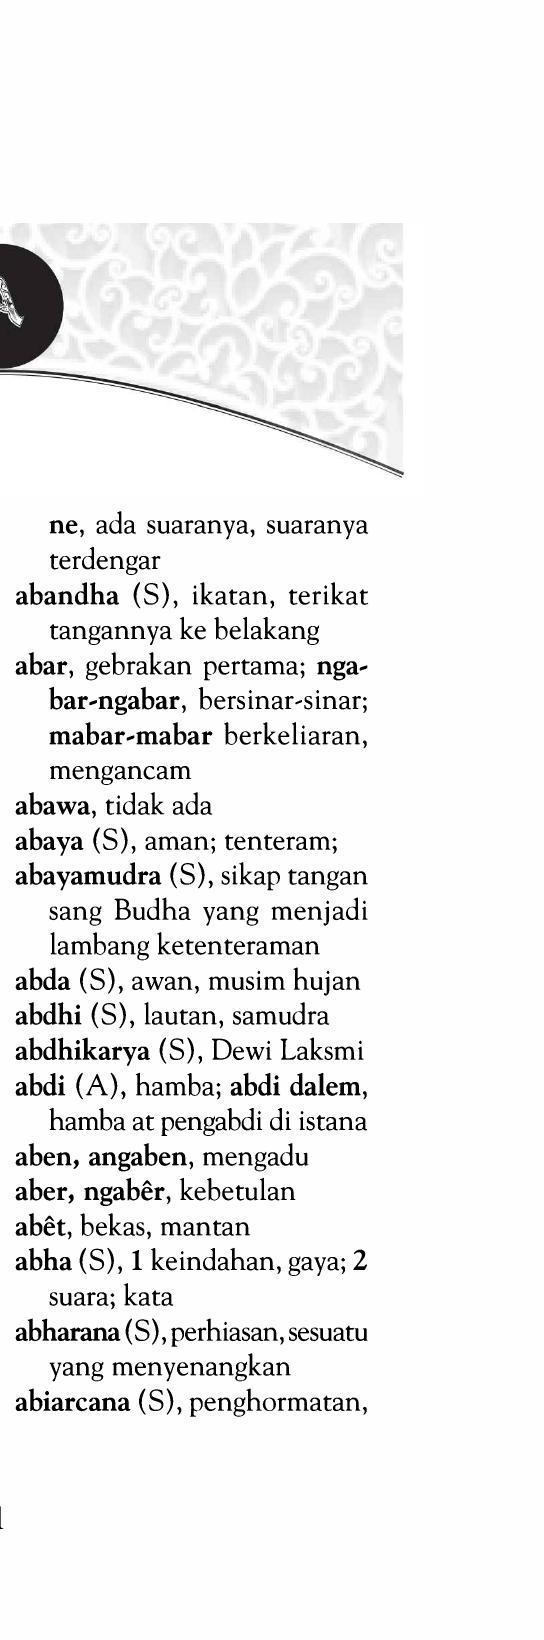 ne, ada suaranya, suaranya
terdengar
abandha (S), ikatan, terikat
tangannya ke belakang
abar, gebrakan pertama; nga-
bar-ngabar, bersinar-sinar;
mabar-mabar berkeliaran,
mengancam
abawa, tidak ada
abaya (S), aman; tenteram;
abayamudra (S), sikap tangan
sang Budha yang menjadi
lambang ketenteraman
abda (S), awan, musim hujan
abdhi (S), lautan, samudra
abdhikarya (S), Dewi Laksmi
abdi (A), hamba; abdi dalem,
hamba at pengabdi di istana
aben, angaben, mengadu
aber, ngabêr, kebetulan
abêt, bekas, mantan
abha (S), 1 keindahan, gaya; 2
suara; kata
abharana (S), perhiasan, sesuatu
yang menyenangkan
abiarcana (S), penghormatan,